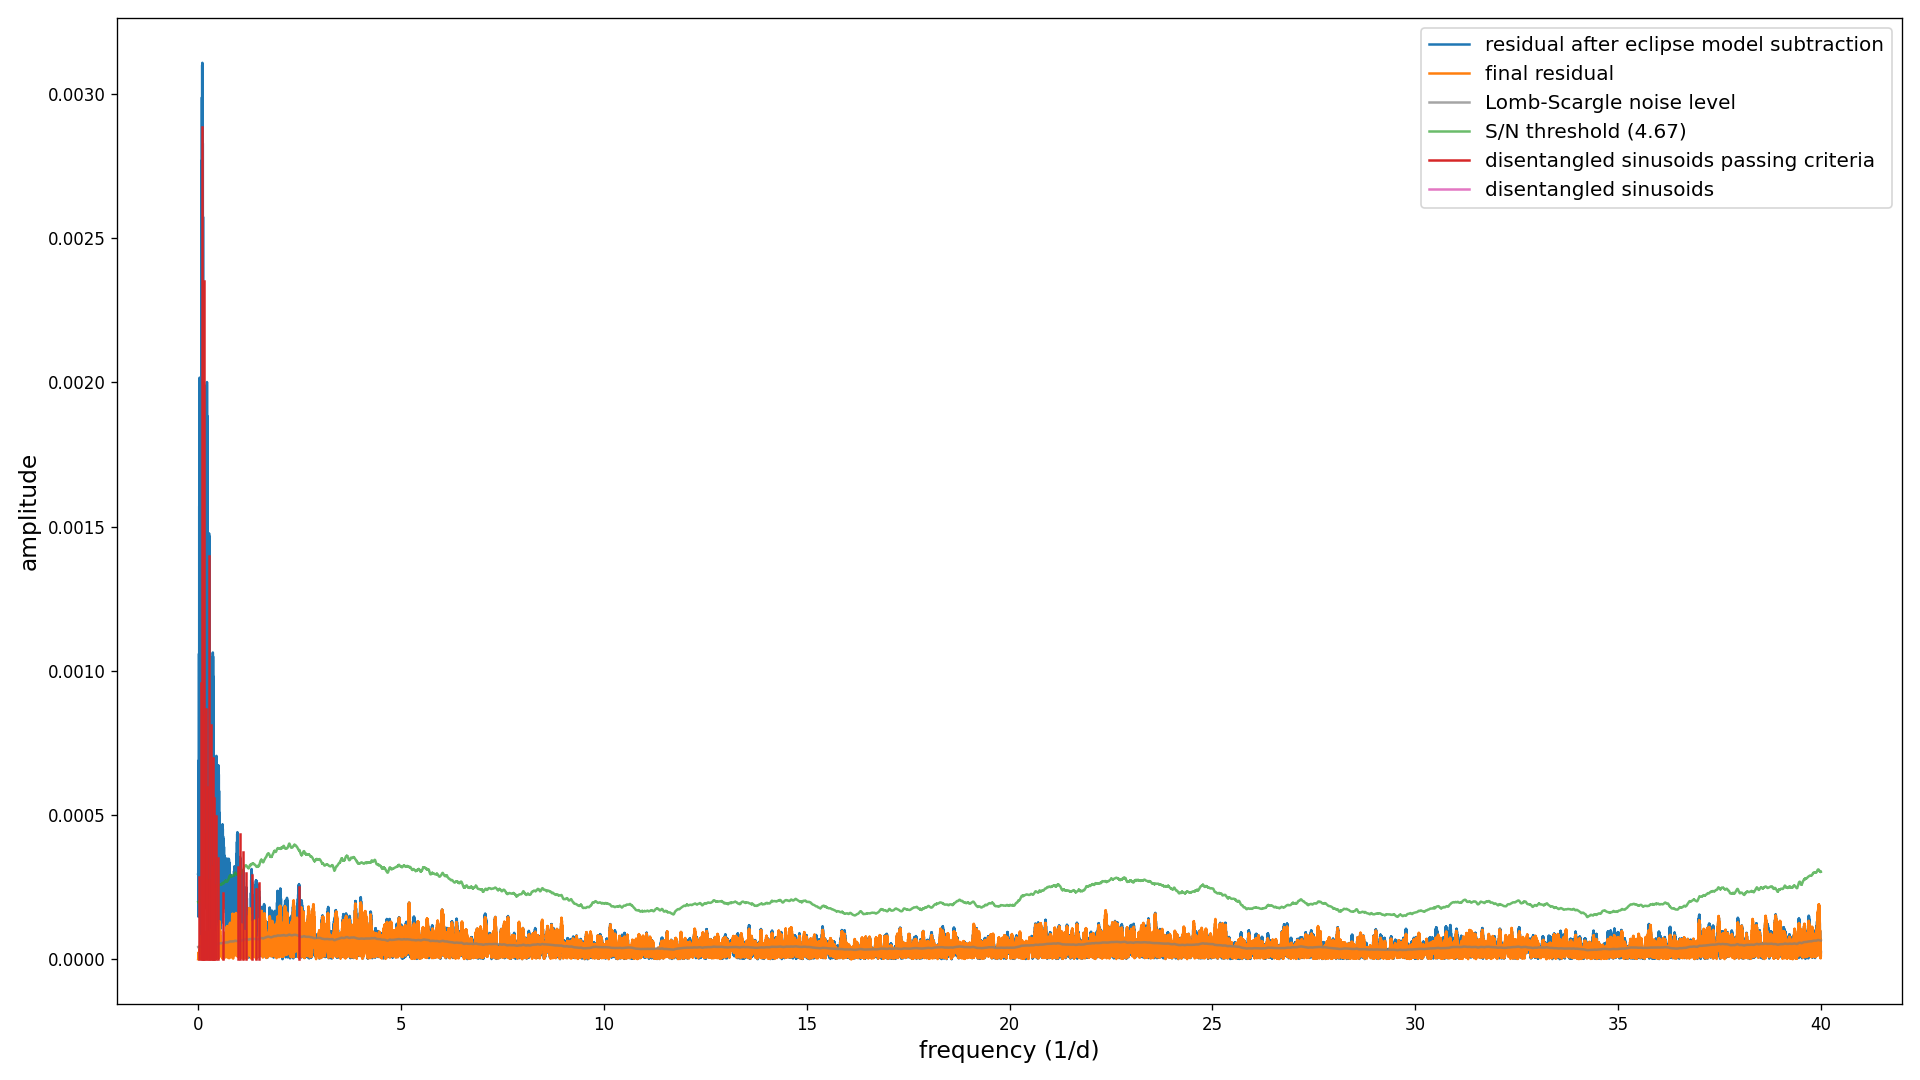 residual after eclipse model subtraction
final residual
Lomb-Scargle noise level
S/N threshold (4.67)
disentangled sinusoids passing criteria
disentangled sinusoids
amplitude
0.0030
0.0025
0.0020
0.0015
0.0010
0.0005
0.0000
0 5 10 15 20 25 30 35 40
frequency (1/d)